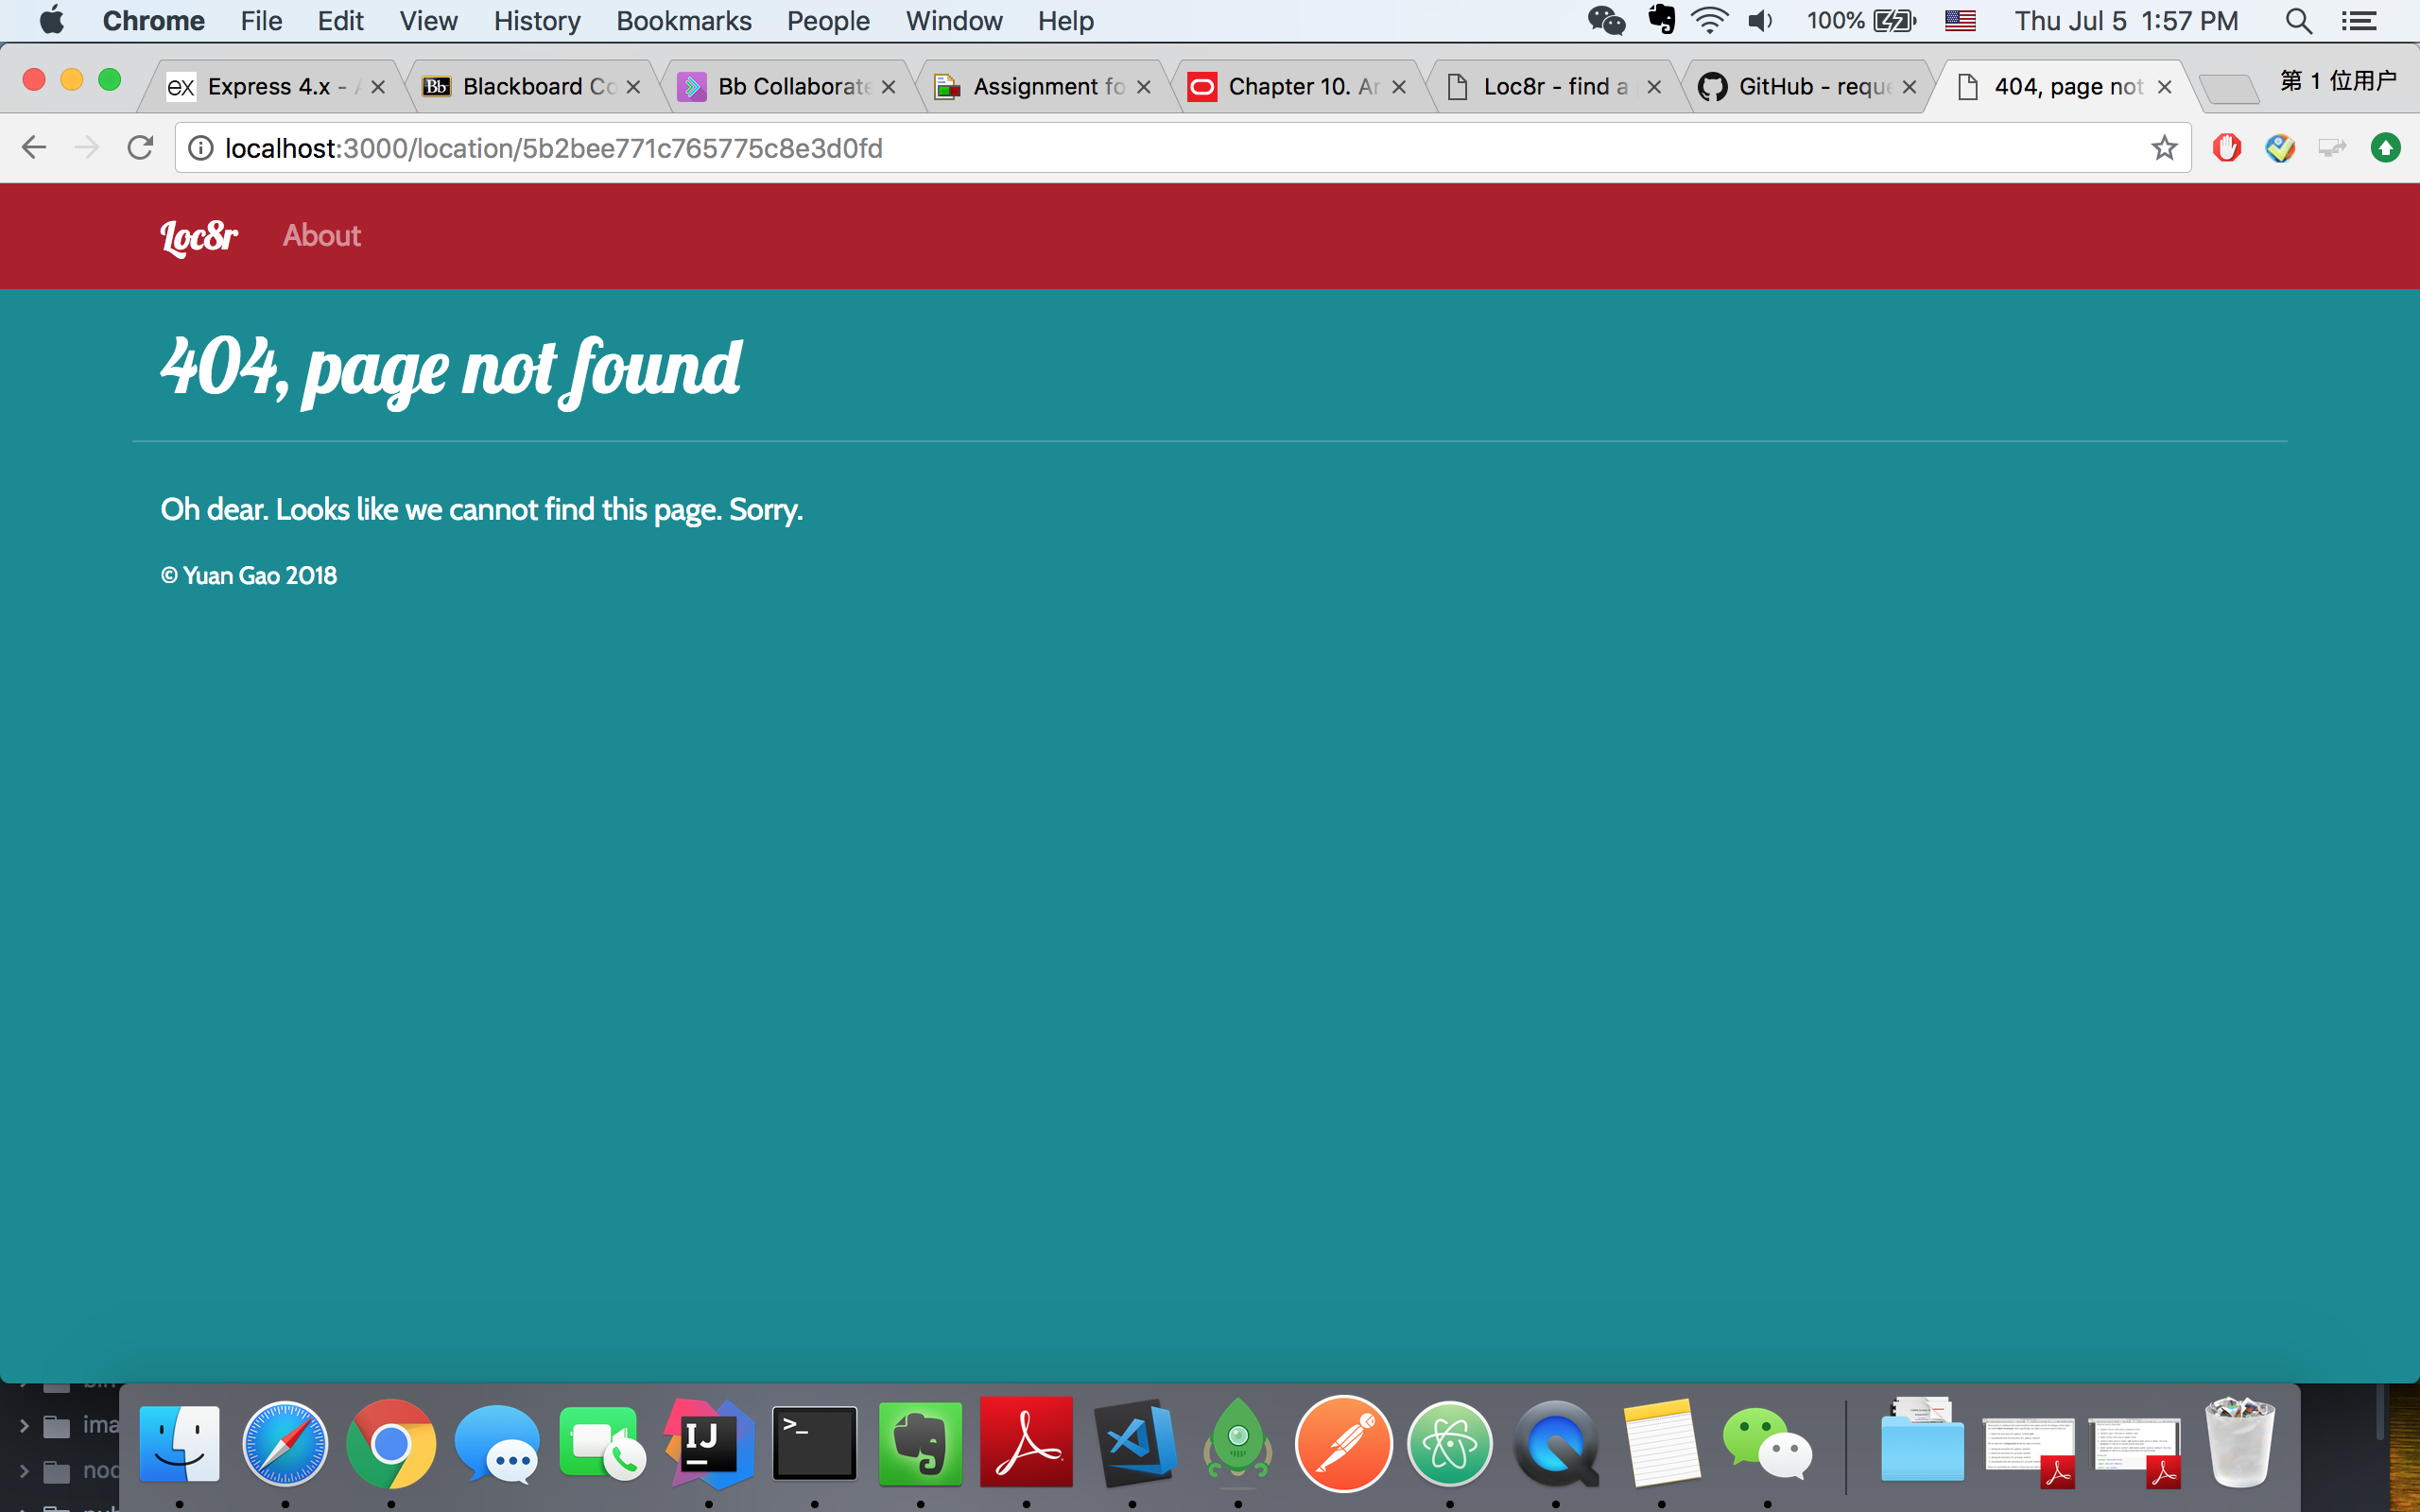 Chrome File Edit View History Bookmarks People Window Help 100% Thu Jul 5 1:57 PM
ex Express 4.x - Bb Blackboard Co Bb Collaborate Assignment fo Chapter 10. Ar Loc8r - find a GitHub - reque 404, page not 第 1 位用户
localhost:3000/location/5b2bee771c765775c8e3d0fd
Loc8r About
404, page not found
Oh dear. Looks like we cannot find this page. Sorry.
© Yuan Gao 2018
ima
IJ
>_